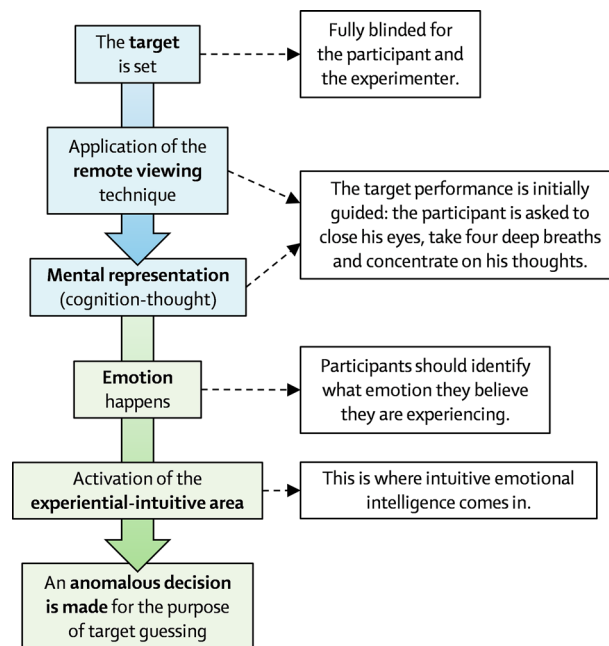 The target
is set
Fully blinded for
the participant and
the experimenter.
Application of the
remote viewing
technique
The target performance is initially
guided: the participant is asked to
close his eyes, take four deep breaths
and concentrate on his thoughts.
Mental representation
(cognition-thought)
Emotion
happens
Participants should identify
what emotion they believe
they are experiencing.
Activation of the
experiential-intuitive area
This is where intuitive emotional
intelligence comes in.
An anomalous decision
is made for the purpose
of target guessing